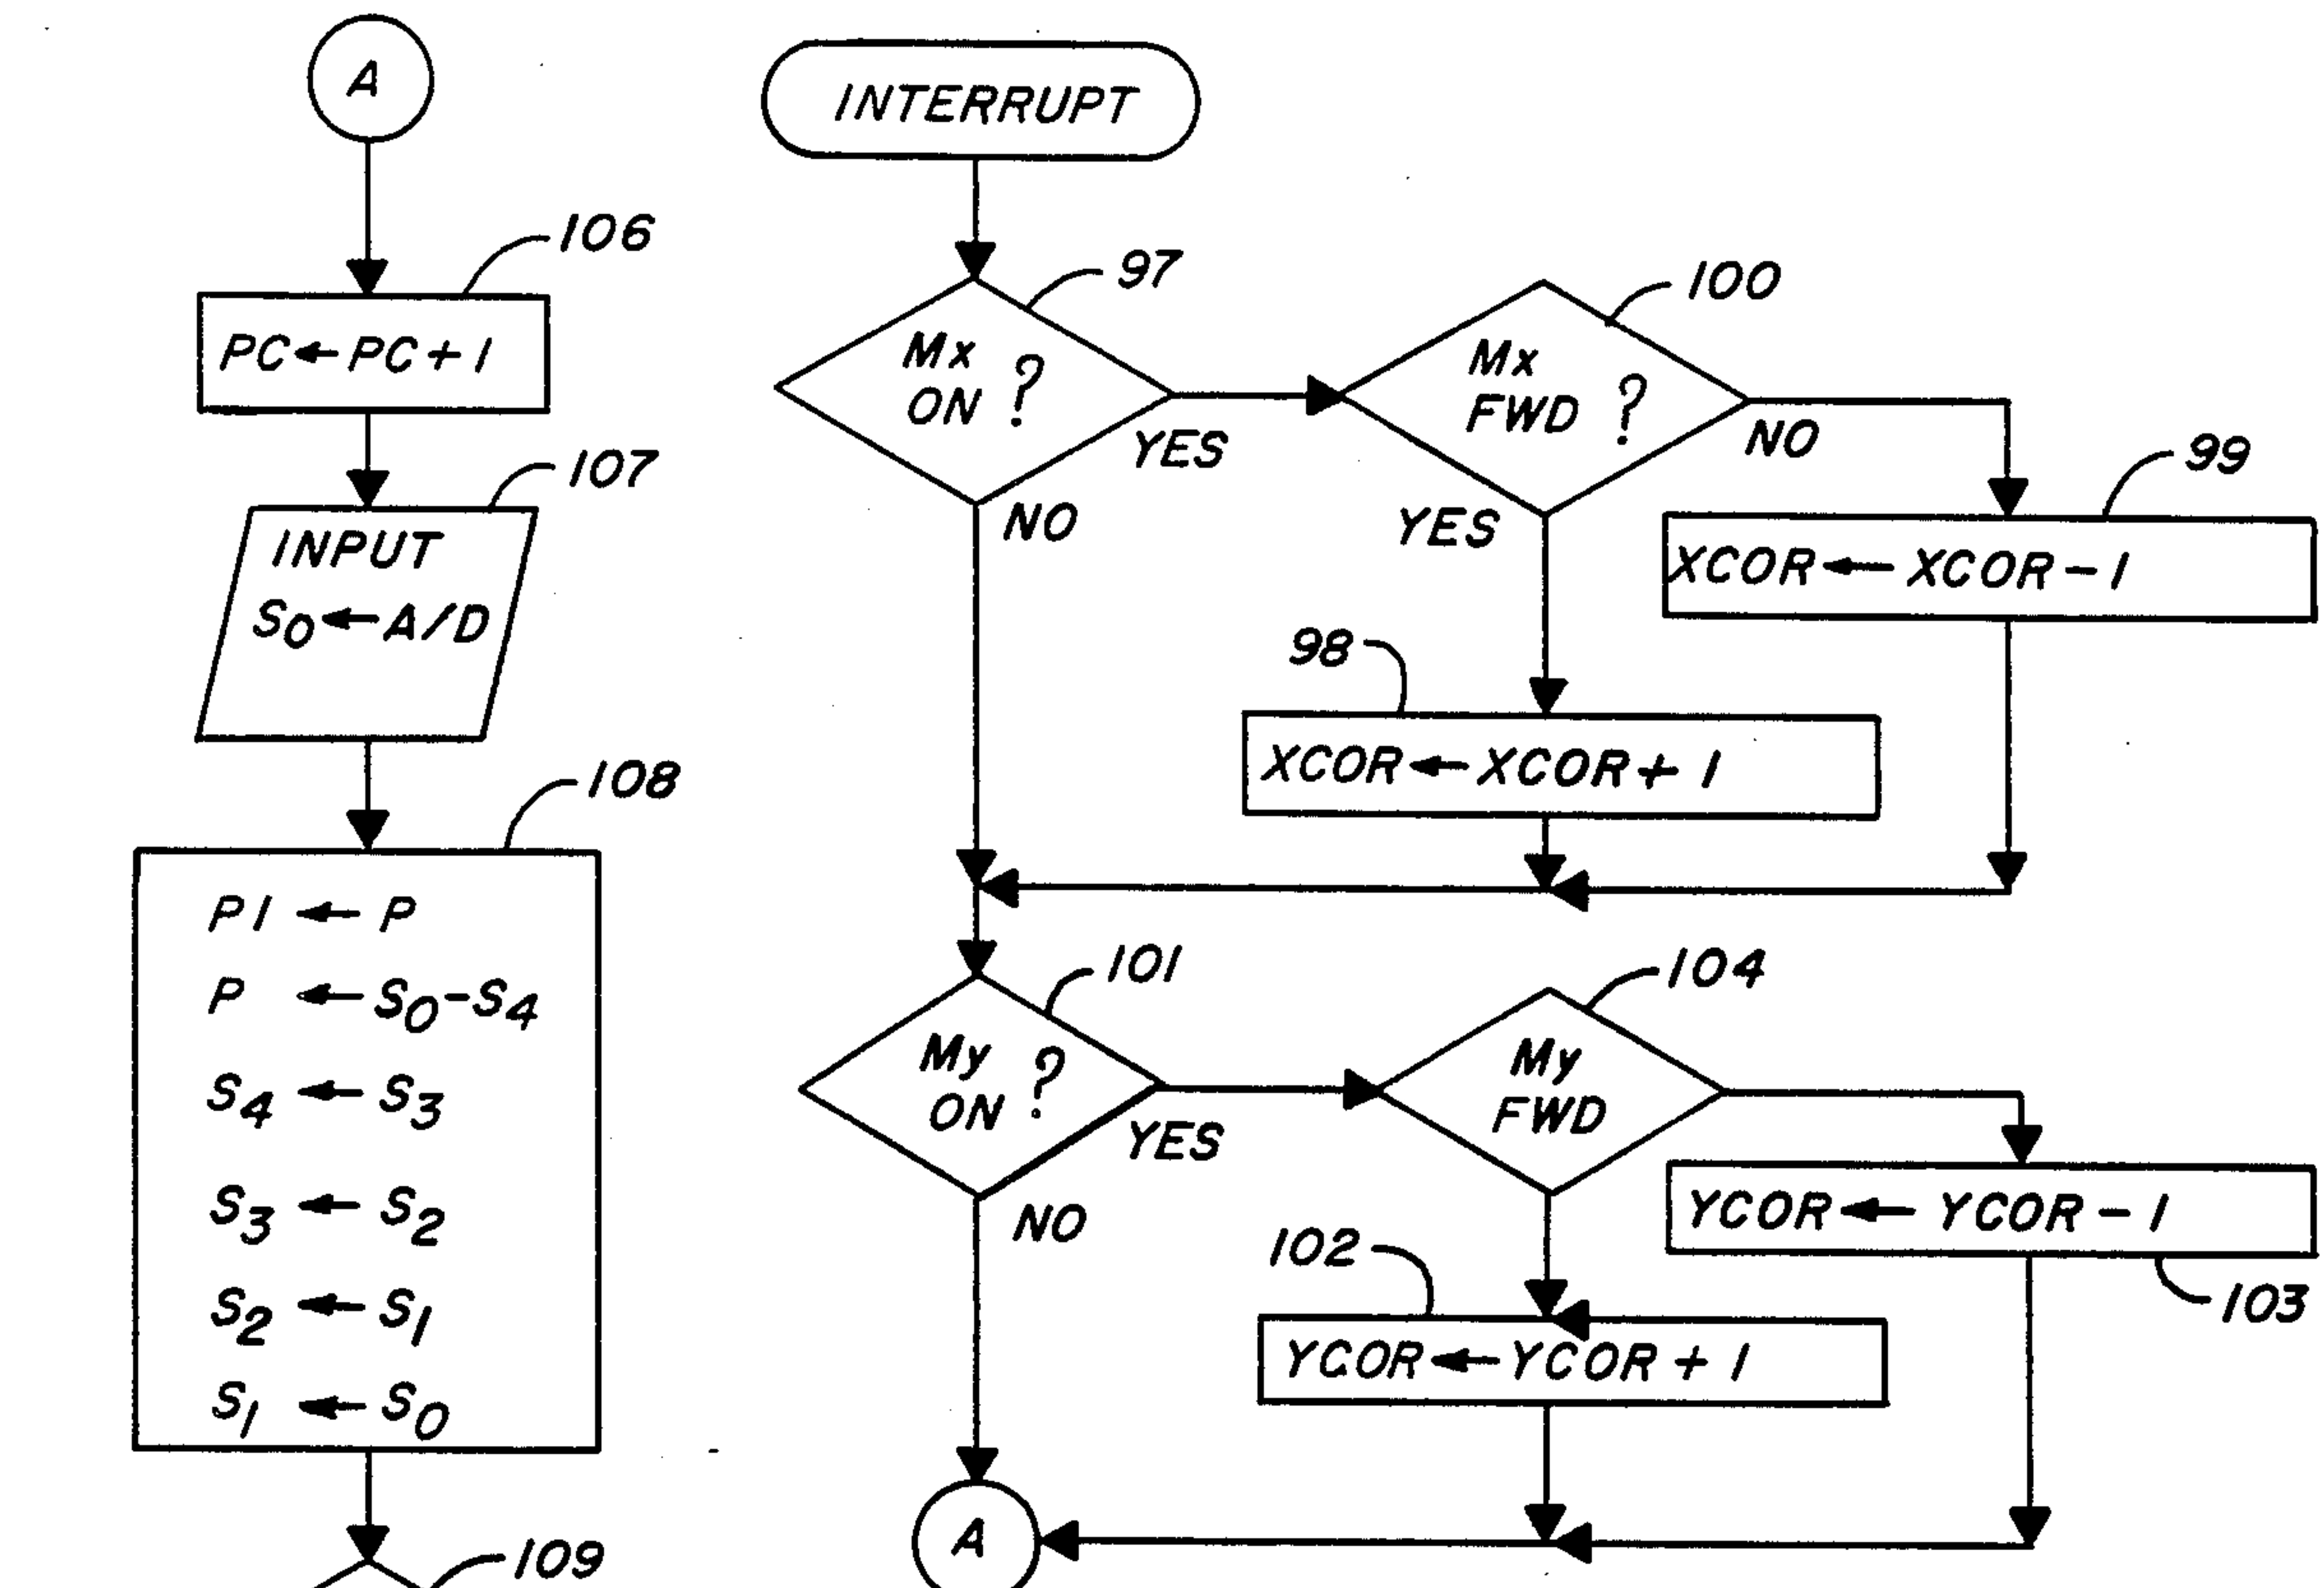 A
106
PC←PC+1
107
INPUT
S0←A/D
108
P1 ← P
P ← S0-S4
S4 ← S3
S3 ← S2
S2 ← S1
S1 ← S0
109
INTERRUPT
97
Mx
ON ?
YES
NO
100
Mx
FWD ?
NO
YES
99
XCOR←XCOR-1
98
XCOR←XCOR+1
101
My
ON ?
YES
NO
104
My
FWD
YCOR←YCOR-1
103
102
YCOR←YCOR+1
A